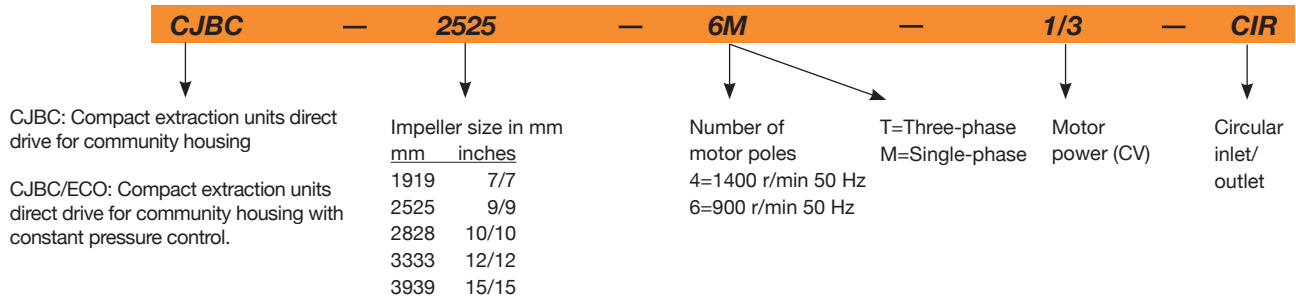 CJBC — 2525 — 6M — 1/3 — CIR
CJBC: Compact extraction units direct
drive for community housing
CJBC/ECO: Compact extraction units
direct drive for community housing with
constant pressure control.
Impeller size in mm
mm inches
1919 7/7
2525 9/9
2828 10/10
3333 12/12
3939 15/15
Number of
motor poles
4=1400 r/min 50 Hz
6=900 r/min 50 Hz
T=Three-phase
M=Single-phase
Motor
power (CV)
Circular
inlet/
outlet